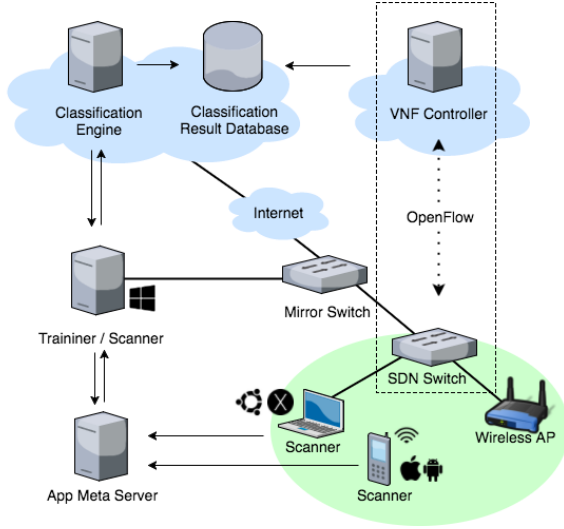 Classification
Engine
Classification
Result Database
VNF Controller
Internet
OpenFlow
Mirror Switch
Traininer / Scanner
SDN Switch
X
Scanner
Wireless AP
App Meta Server
Scanner